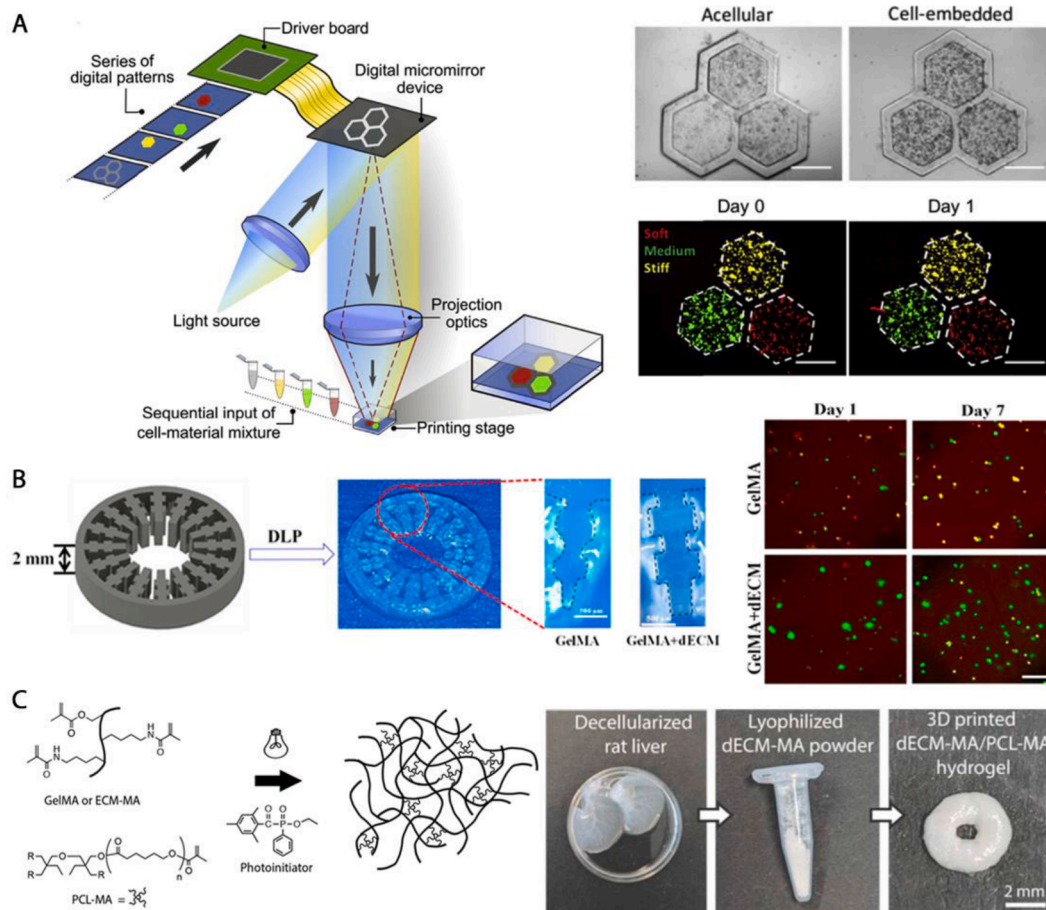 A
Driver board
Series of
digital patterns
Digital micromirror
device
Light source
Projection
optics
Sequential input of
cell-material mixture
Printing stage
Acellular
Cell-embedded
Day 0
Day 1
Soft
Medium
Stiff
B
2 mm
DLP
GelMA
GelMA+dECM
Day 1
Day 7
GelMA
GelMA+dECM
C
O
O
NH
O
HN
O
GelMA or ECM-MA
R
O
R
R
O
O
n
O
PCL-MA =
O
O
C
P
O
Photoinitiator
Decellularized
rat liver
Lyophilized
dECM-MA powder
3D printed
dECM-MA/PCL-MA
hydrogel
2 mm